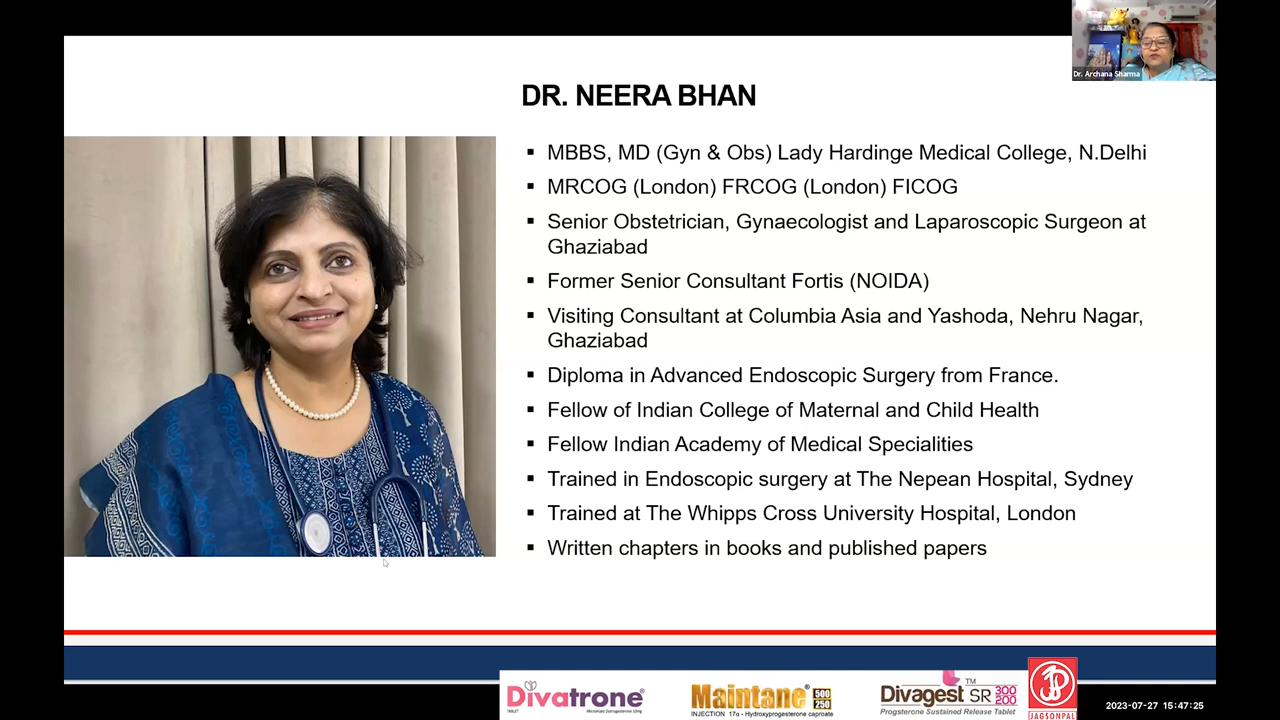 Dr. Archana Sharma
DR. NEERA BHAN
▪ MBBS, MD (Gyn & Obs) Lady Hardinge Medical College, N.Delhi
▪ MRCOG (London) FRCOG (London) FICOG
▪ Senior Obstetrician, Gynaecologist and Laparoscopic Surgeon at
Ghaziabad
▪ Former Senior Consultant Fortis (NOIDA)
▪ Visiting Consultant at Columbia Asia and Yashoda, Nehru Nagar,
Ghaziabad
▪ Diploma in Advanced Endoscopic Surgery from France.
▪ Fellow of Indian College of Maternal and Child Health
▪ Fellow Indian Academy of Medical Specialities
▪ Trained in Endoscopic surgery at The Nepean Hospital, Sydney
▪ Trained at The Whipps Cross University Hospital, London
▪ Written chapters in books and published papers
Divatrone®
TABLET
Maintane® 500 250
INJECTION 17α - Hydroxyprogesterone caproate
Divagest SR™ 300 200
Progsterone Sustained Release Tablet
JAGSONPAL
2023-07-27 15:47:25